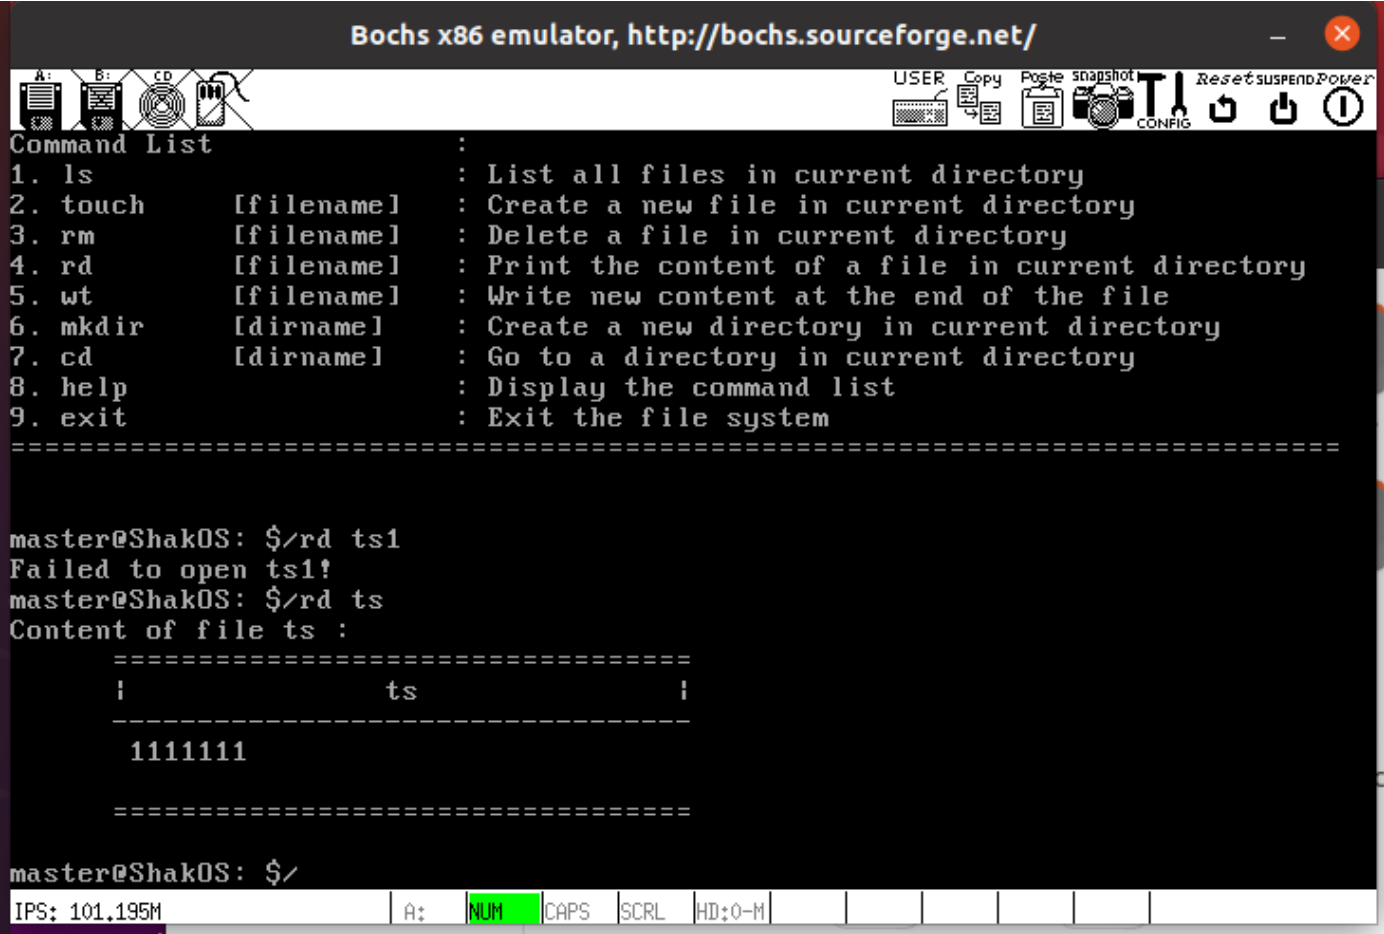 Bochs x86 emulator, http://bochs.sourceforge.net/
A: B: CD USER Copy Paste snapshot CONFIG Reset SUSPEND Power
Command List :
1. ls : List all files in current directory
2. touch [filename] : Create a new file in current directory
3. rm [filename] : Delete a file in current directory
4. rd [filename] : Print the content of a file in current directory
5. wt [filename] : Write new content at the end of the file
6. mkdir [dirname] : Create a new directory in current directory
7. cd [dirname] : Go to a directory in current directory
8. help : Display the command list
9. exit : Exit the file system
==============================================================================
master@ShakOS: $/rd ts1
Failed to open ts1!
master@ShakOS: $/rd ts
Content of file ts :
==================================
| ts |
----------------------------------
1111111
==================================
master@ShakOS: $/
IPS: 101.195M A: NUM CAPS SCRL HD:0-M